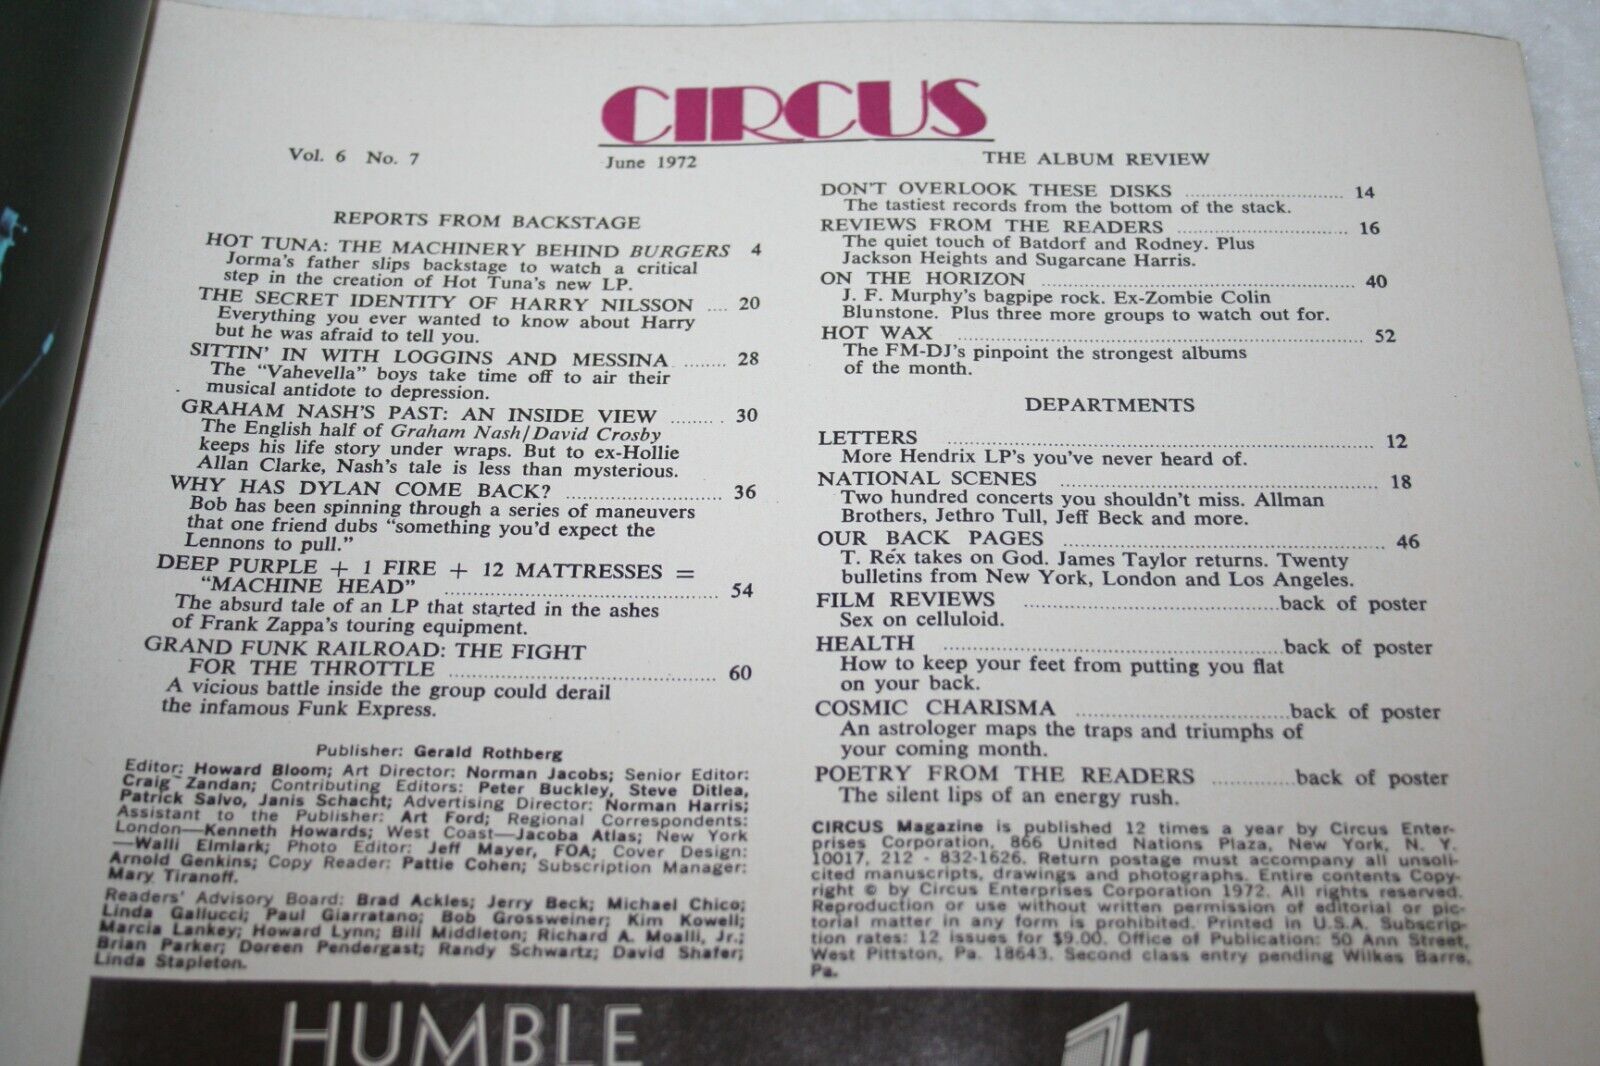 CIRCUS
Vol. 6 No. 7
June 1972
REPORTS FROM BACKSTAGE
HOT TUNA: THE MACHINERY BEHIND BURGERS 4
Jorma's father slips backstage to watch a critical
step in the creation of Hot Tuna's new LP.
THE SECRET IDENTITY OF HARRY NILSSON .... 20
Everything you ever wanted to know about Harry
but he was afraid to tell you.
SITTIN' IN WITH LOGGINS AND MESSINA ........ 28
The "Vahevella" boys take time off to air their
musical antidote to depression.
GRAHAM NASH'S PAST: AN INSIDE VIEW ......... 30
The English half of Graham Nash/David Crosby
keeps his life story under wraps. But to ex-Hollie
Allan Clarke, Nash's tale is less than mysterious.
WHY HAS DYLAN COME BACK? .......................... 36
Bob has been spinning through a series of maneuvers
that one friend dubs "something you'd expect the
Lennons to pull."
DEEP PURPLE + 1 FIRE + 12 MATTRESSES =
"MACHINE HEAD" .............................................. 54
The absurd tale of an LP that started in the ashes
of Frank Zappa's touring equipment.
GRAND FUNK RAILROAD: THE FIGHT
FOR THE THROTTLE ............................................ 60
A vicious battle inside the group could derail
the infamous Funk Express.
Publisher: Gerald Rothberg
Editor: Howard Bloom; Art Director: Norman Jacobs; Senior Editor:
Craig Zandan; Contributing Editors: Peter Buckley, Steve Ditlea,
Patrick Salvo, Janis Schacht; Advertising Director: Norman Harris;
Assistant to the Publisher: Art Ford; Regional Correspondents:
London—Kenneth Howards; West Coast—Jacoba Atlas; New York
—Walli Elmlark; Photo Editor: Jeff Mayer, FOA; Cover Design:
Arnold Genkins; Copy Reader: Pattie Cohen; Subscription Manager:
Mary Tiranoff.
Readers' Advisory Board: Brad Ackles; Jerry Beck; Michael Chico;
Linda Gallucci; Paul Giarratano; Bob Grossweiner; Kim Kowell;
Marcia Lankey; Howard Lynn; Bill Middleton; Richard A. Moalli, Jr.;
Brian Parker; Doreen Pendergast; Randy Schwartz; David Shafer;
Linda Stapleton.
THE ALBUM REVIEW
DON'T OVERLOOK THESE DISKS .......................... 14
The tastiest records from the bottom of the stack.
REVIEWS FROM THE READERS ............................ 16
The quiet touch of Batdorf and Rodney. Plus
Jackson Heights and Sugarcane Harris.
ON THE HORIZON .................................................... 40
J. F. Murphy's bagpipe rock. Ex-Zombie Colin
Blunstone. Plus three more groups to watch out for.
HOT WAX ...................................................................... 52
The FM-DJ's pinpoint the strongest albums
of the month.
DEPARTMENTS
LETTERS ........................................................................ 12
More Hendrix LP's you've never heard of.
NATIONAL SCENES .................................................... 18
Two hundred concerts you shouldn't miss. Allman
Brothers, Jethro Tull, Jeff Beck and more.
OUR BACK PAGES ...................................................... 46
T. Rex takes on God. James Taylor returns. Twenty
bulletins from New York, London and Los Angeles.
FILM REVIEWS ..........................................back of poster
Sex on celluloid.
HEALTH ........................................................back of poster
How to keep your feet from putting you flat
on your back.
COSMIC CHARISMA ....................................back of poster
An astrologer maps the traps and triumphs of
your coming month.
POETRY FROM THE READERS ..............back of poster
The silent lips of an energy rush.
CIRCUS Magazine is published 12 times a year by Circus Enter-
prises Corporation, 866 United Nations Plaza, New York, N. Y.
10017, 212 - 832-1626. Return postage must accompany all unsoli-
cited manuscripts, drawings and photographs. Entire contents Copy-
right © by Circus Enterprises Corporation 1972. All rights reserved.
Reproduction or use without written permission of editorial or pic-
torial matter in any form is prohibited. Printed in U.S.A. Subscrip-
tion rates: 12 issues for $9.00. Office of Publication: 50 Ann Street,
West Pittston, Pa. 18643. Second class entry pending Wilkes Barre,
Pa.
HUMBLE